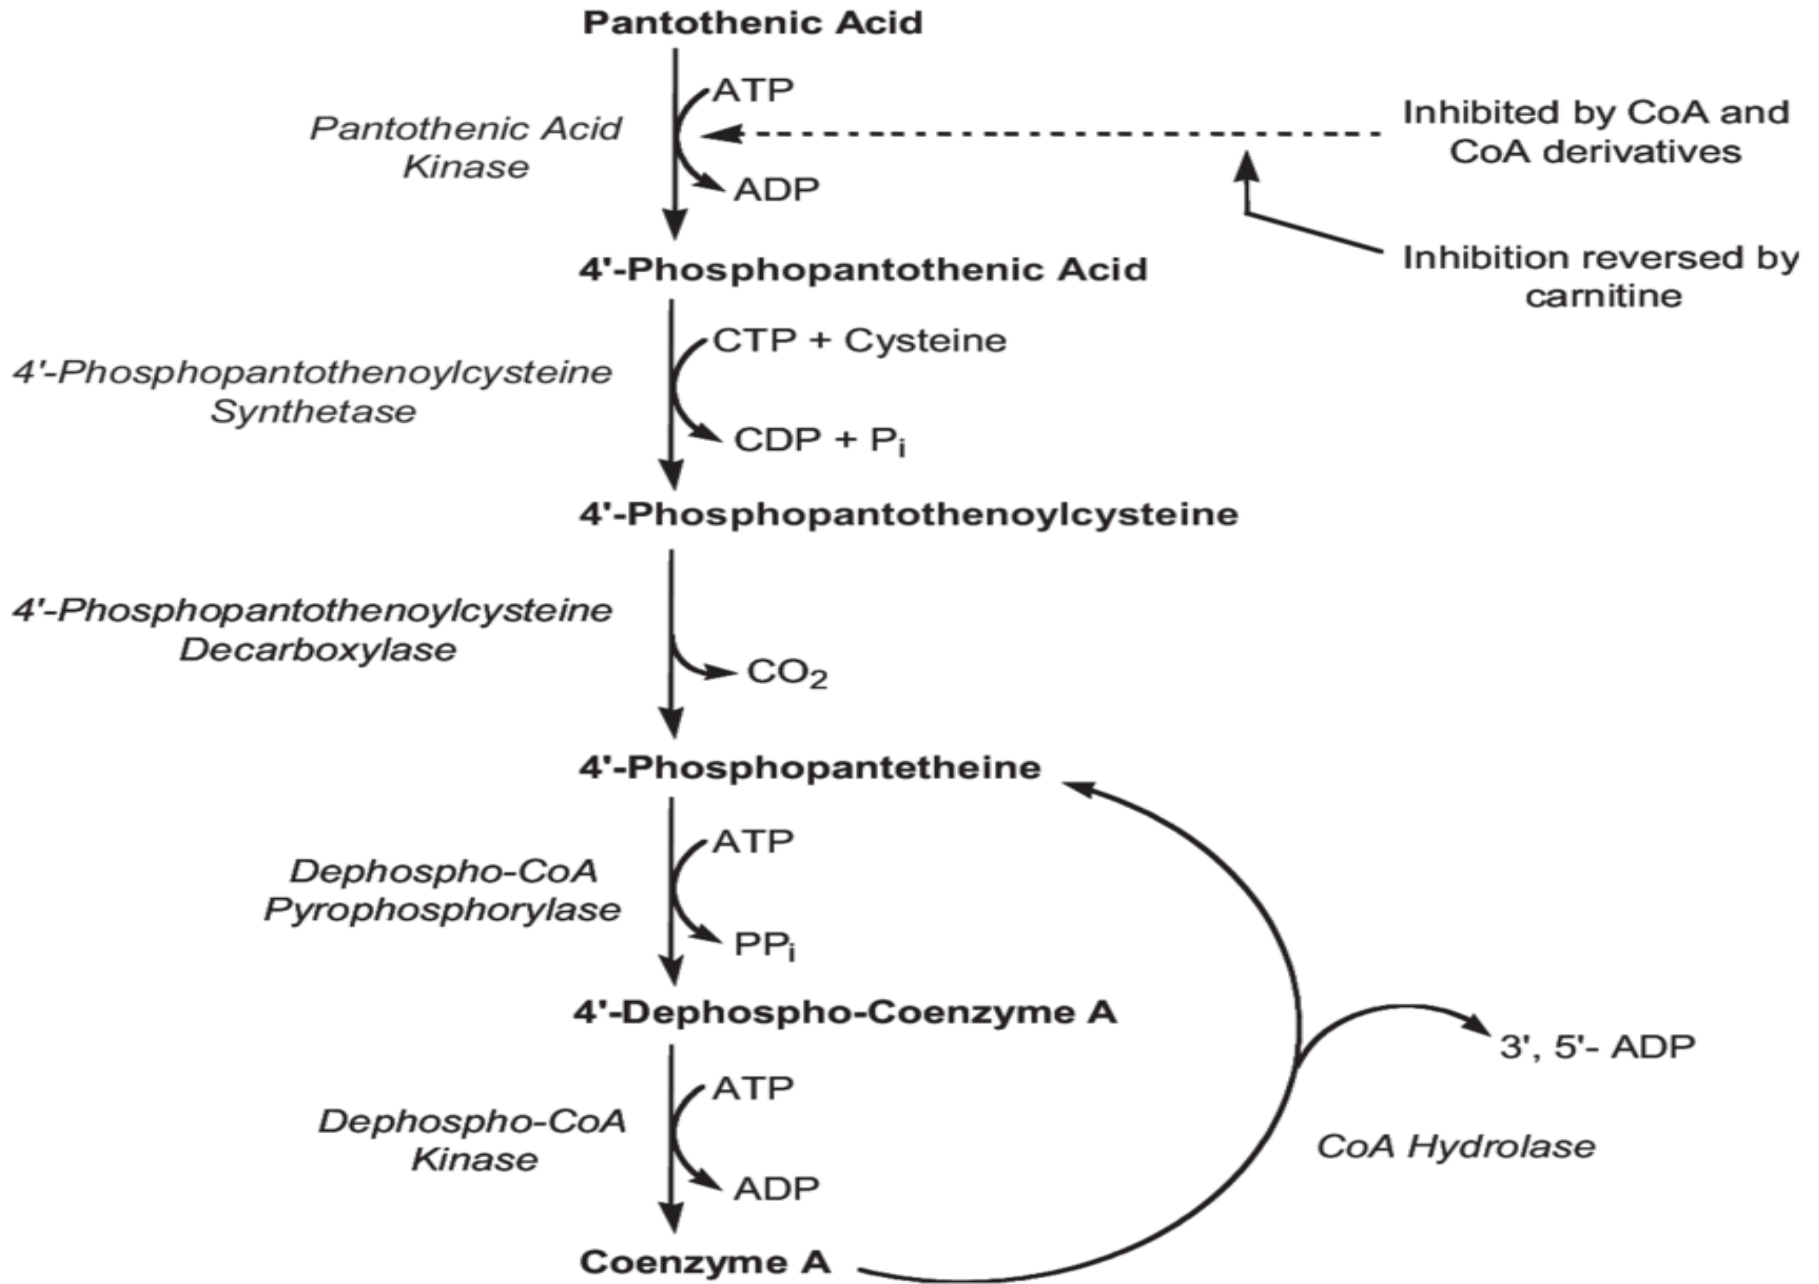 Pantothenic Acid
ATP
Pantothenic Acid
Kinase
Inhibited by CoA and
CoA derivatives
ADP
4'-Phosphopantothenic Acid
Inhibition reversed by
carnitine
CTP + Cysteine
4'-Phosphopantothenoylcysteine
Synthetase
CDP + Pi
4'-Phosphopantothenoylcysteine
4'-Phosphopantothenoylcysteine
Decarboxylase
CO2
4'-Phosphopantetheine
ATP
Dephospho-CoA
Pyrophosphorylase
PPi
4'-Dephospho-Coenzyme A
3', 5'- ADP
ATP
Dephospho-CoA
Kinase
CoA Hydrolase
ADP
Coenzyme A